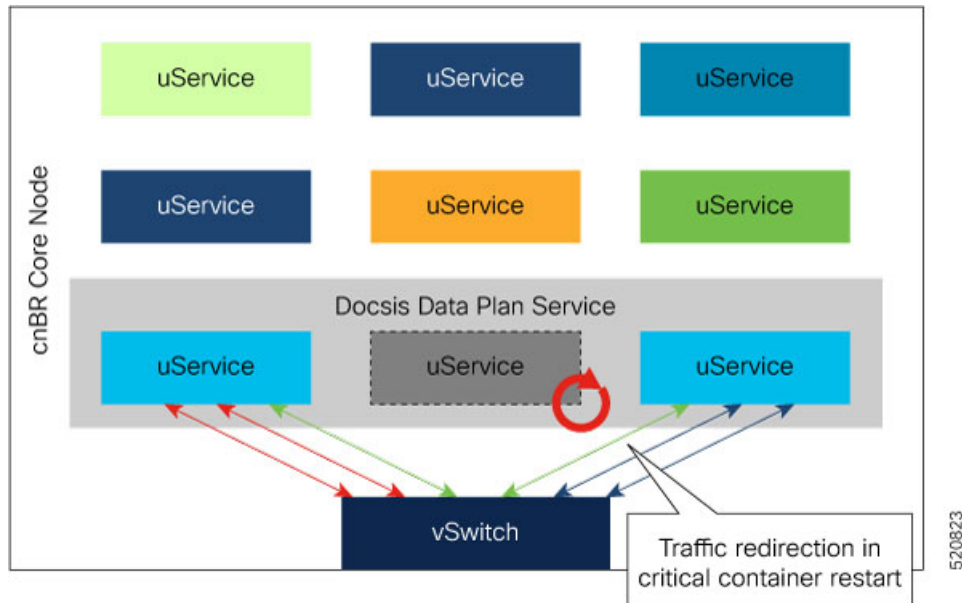 uService
uService
uService
cnBR Core Node
uService
uService
uService
Docsis Data Plan Service
uService
uService
uService
vSwitch
Traffic redirection in
critical container restart
520823